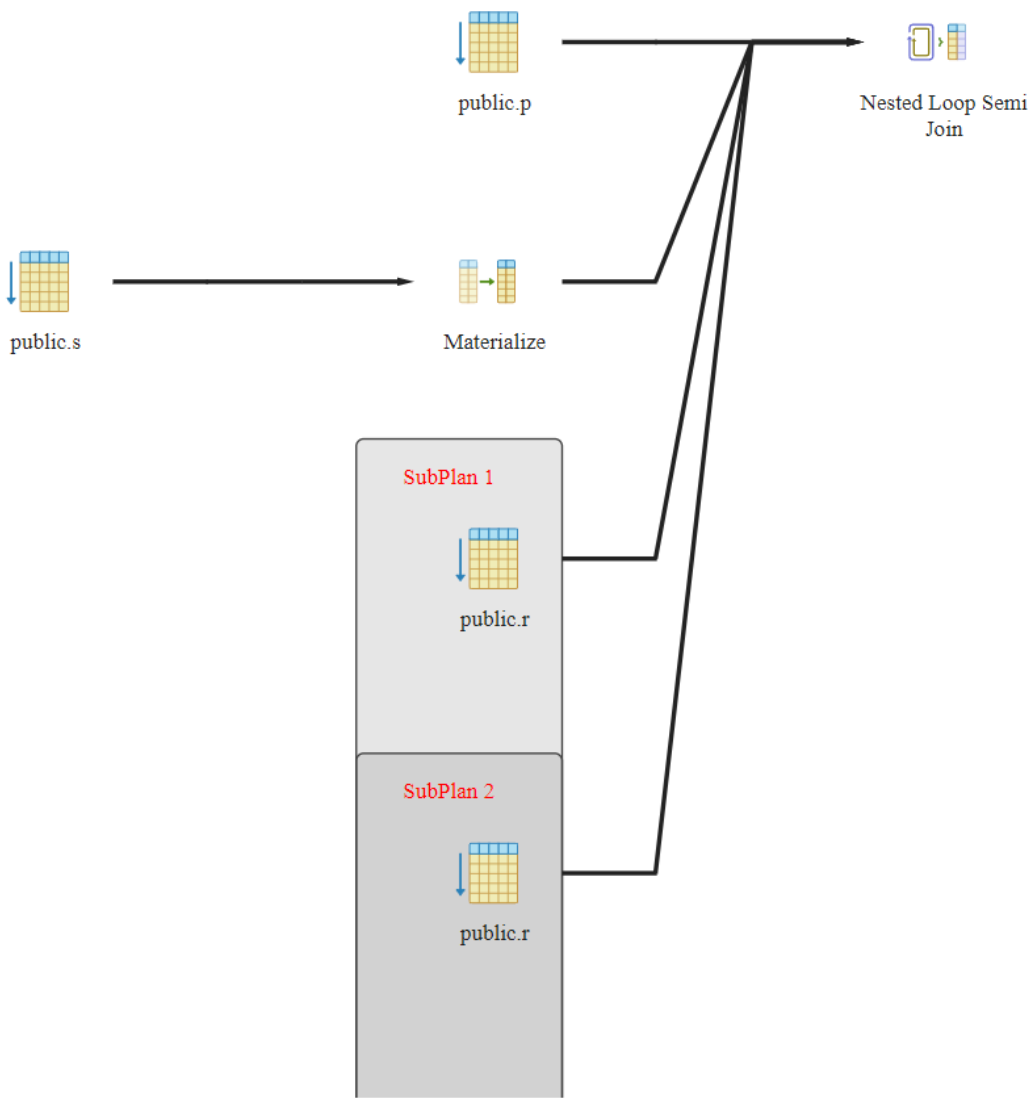 public.p
Nested Loop Semi
Join
public.s
Materialize
SubPlan 1
public.r
SubPlan 2
public.r